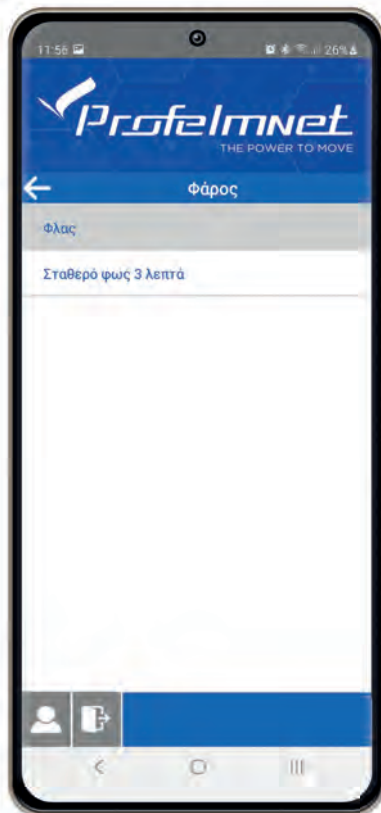 11:56
26%
Profelmnet
THE POWER TO MOVE
Φάρος
Φλας
Σταθερό φως 3 λεπτά